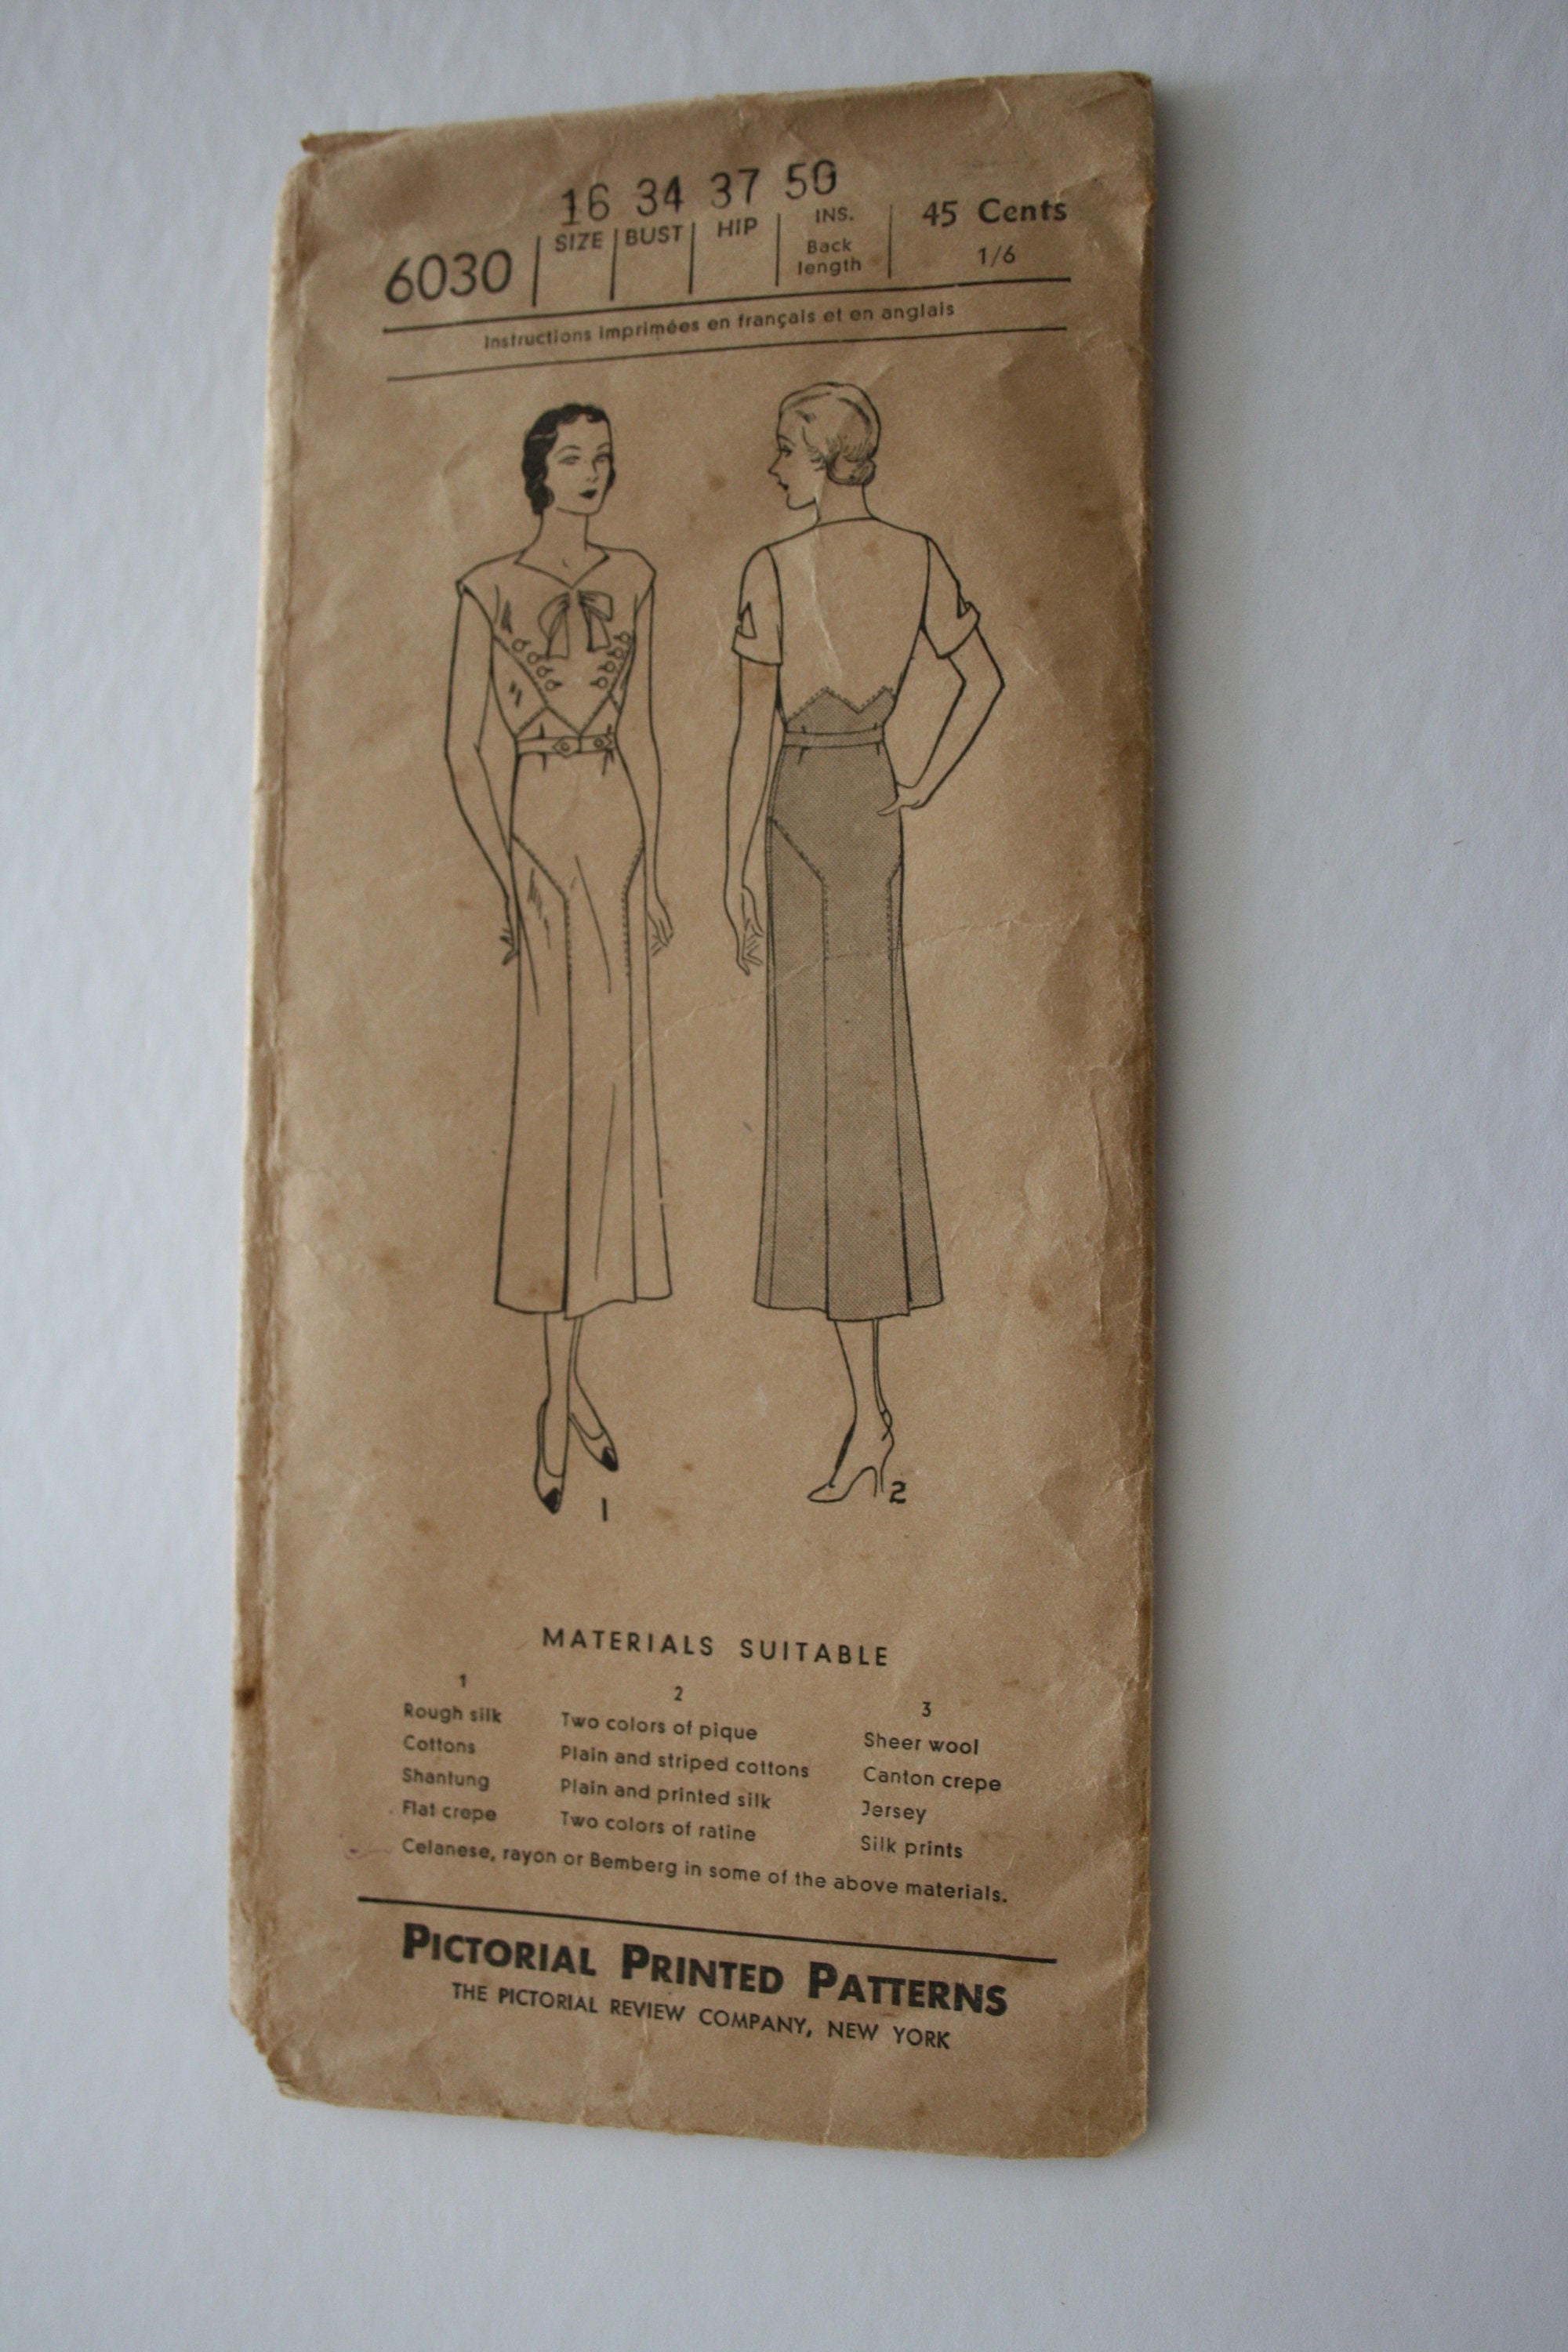 16 34 37 50
6030 SIZE BUST HIP INS. 45 Cents
Back length 1/6
Instructions imprimées en français et en anglais
1 2
MATERIALS SUITABLE
1 2 3
Rough silk Two colors of pique Sheer wool
Cottons Plain and striped cottons Canton crepe
Shantung Plain and printed silk Jersey
Flat crepe Two colors of ratine Silk prints
Celanese, rayon or Bemberg in some of the above materials.
PICTORIAL PRINTED PATTERNS
THE PICTORIAL REVIEW COMPANY, NEW YORK